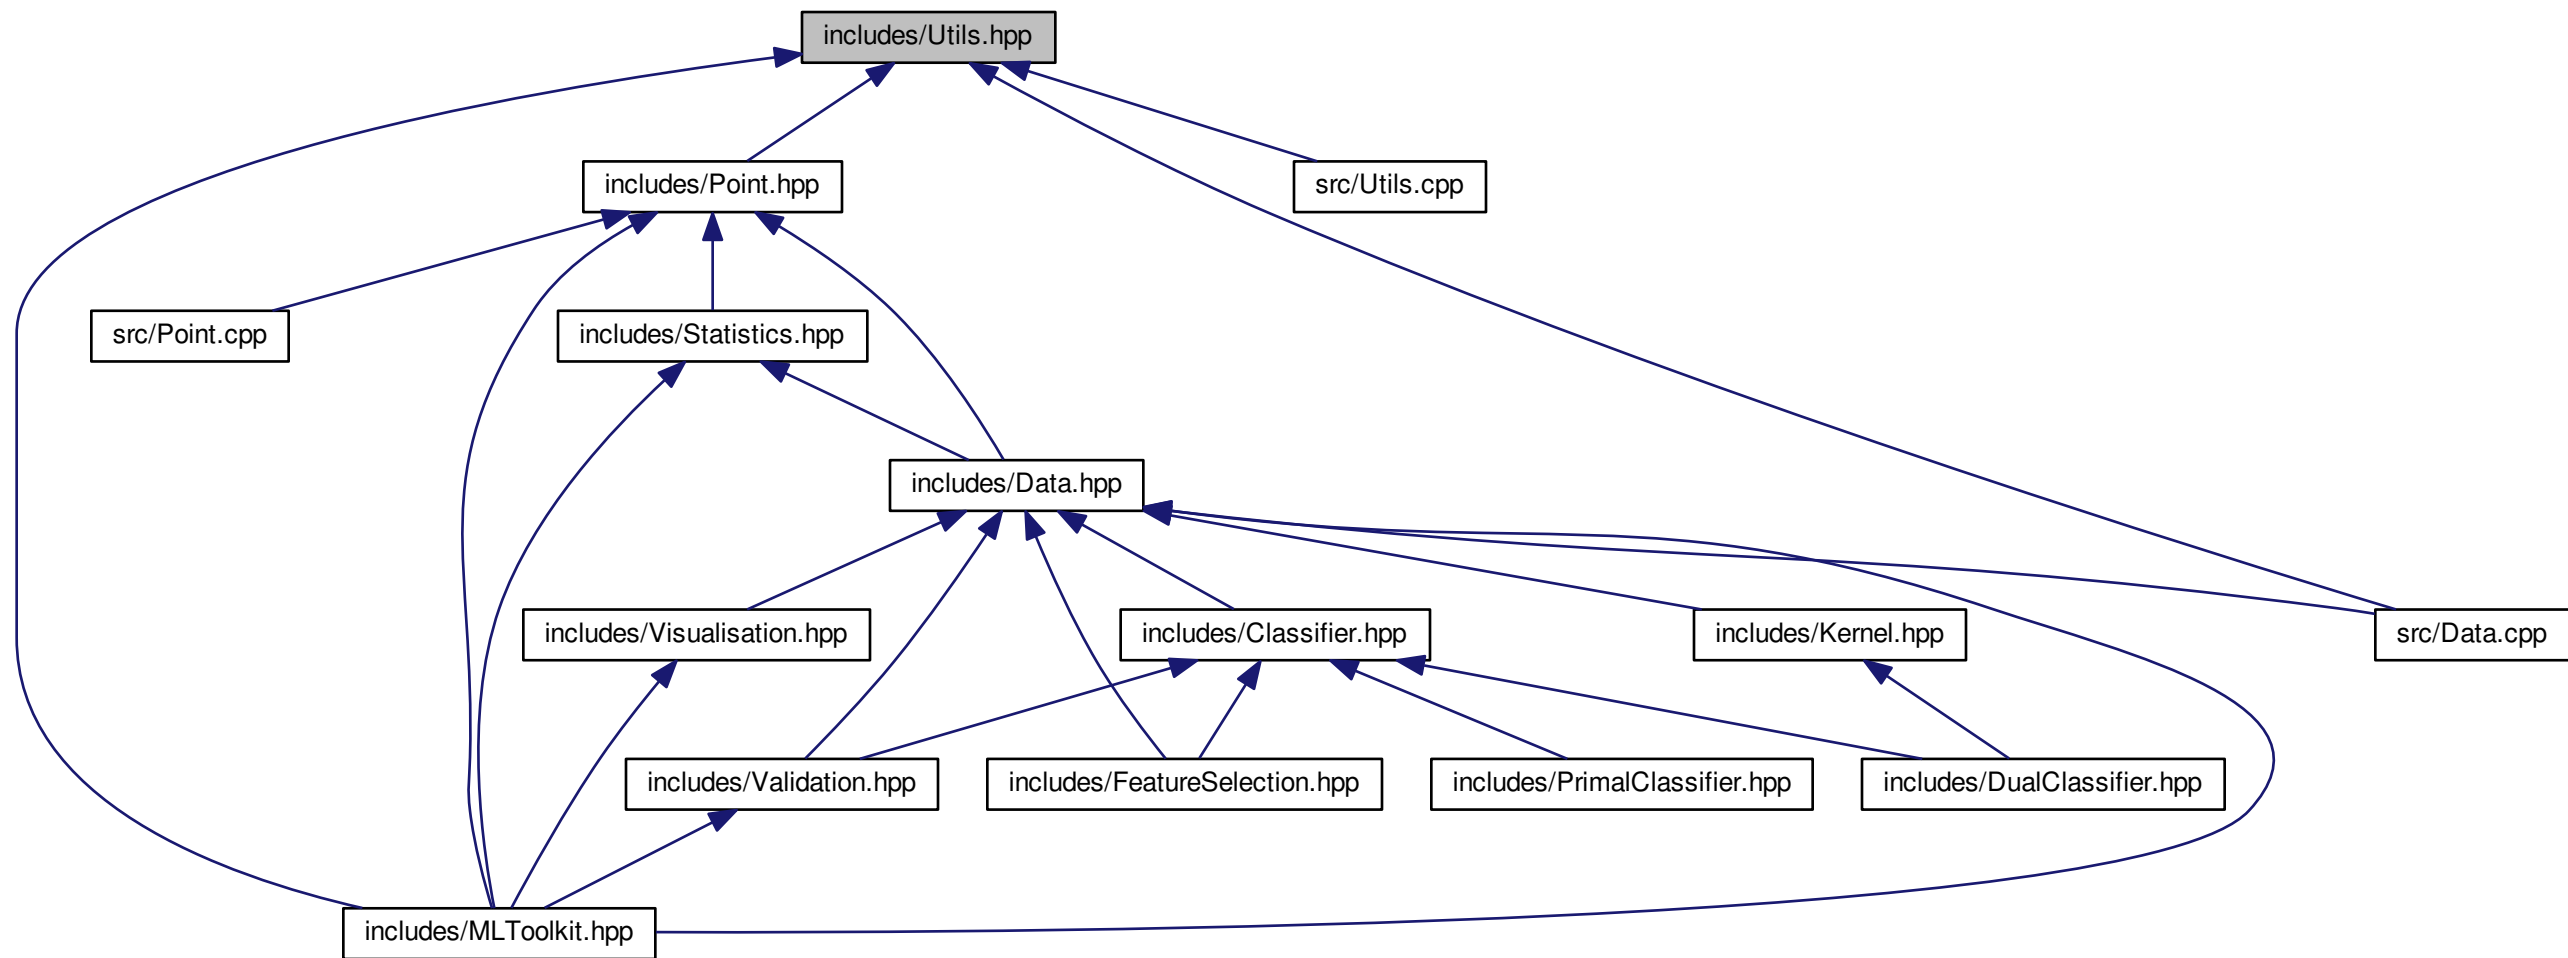 includes/Utils.hpp
includes/Point.hpp
src/Utils.cpp
src/Point.cpp
includes/Statistics.hpp
includes/Data.hpp
includes/Visualisation.hpp
includes/Classifier.hpp
includes/Kernel.hpp
src/Data.cpp
includes/Validation.hpp
includes/FeatureSelection.hpp
includes/PrimalClassifier.hpp
includes/DualClassifier.hpp
includes/MLToolkit.hpp